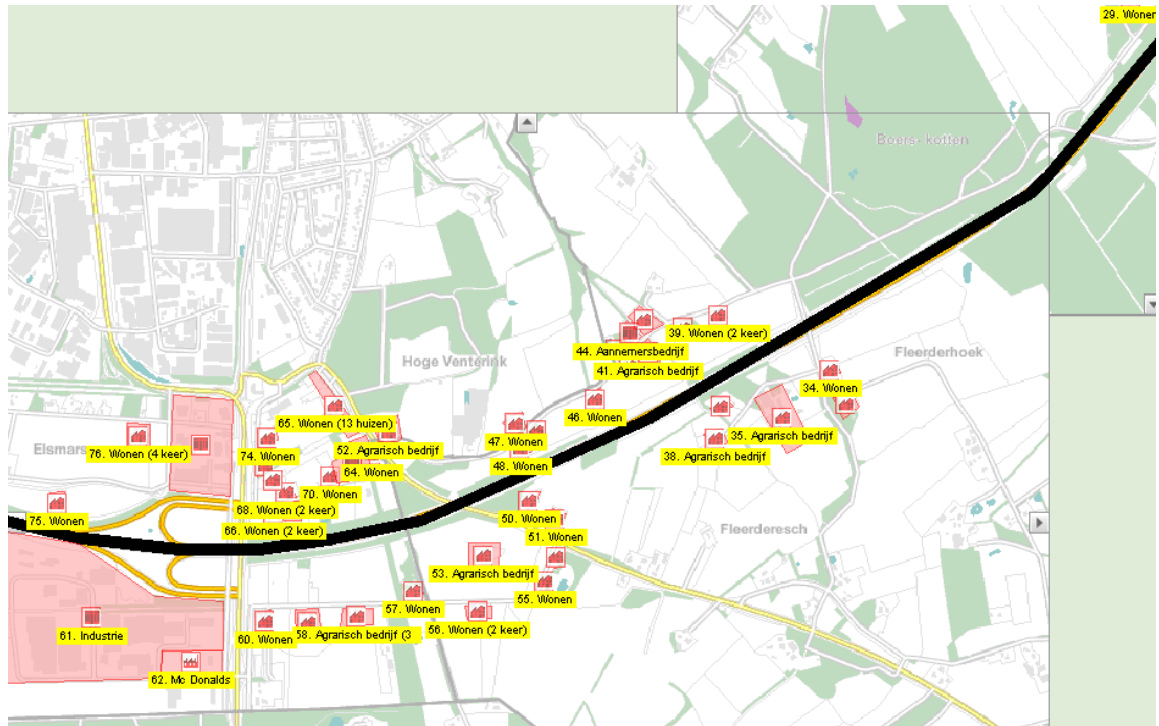 29. Wonen
Boers- kotten
39. Wonen (2 keer)
44. Aannemersbedrijf
Hoge Venterink
Fleerderhoek
41. Agrarisch bedrijf
34. Wonen
46. Wonen
65. Wonen (13 huizen)
47. Wonen
35. Agrarisch bedrijf
Elsmars
76. Wonen (4 keer)
74. Wonen
52. Agrarisch bedrijf
38. Agrarisch bedrijf
48. Wonen
64. Wonen
70. Wonen
68. Wonen (2 keer)
50. Wonen
75. Wonen
66. Wonen (2 keer)
Fleerderesch
51. Wonen
53. Agrarisch bedrijf
55. Wonen
57. Wonen
56. Wonen (2 keer)
58. Agrarisch bedrijf (3
61. Industrie
60. Wonen
62. Mc Donalds